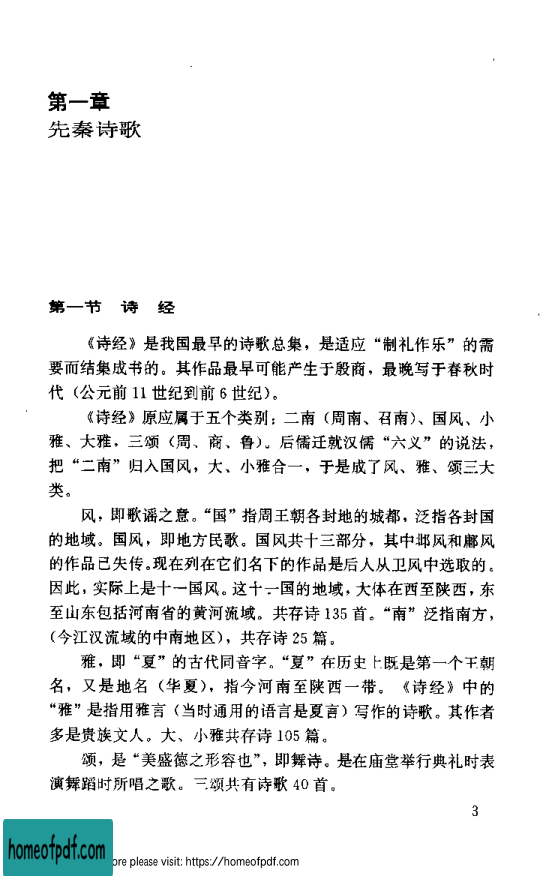 第一章
先秦诗歌
第一节 诗 经
《诗经》是我国最早的诗歌总集，是适应“制礼作乐”的需
要而结集成书的。其作品最早可能产生于殷商，最晚写于春秋时
代（公元前11世纪到前6世纪）。
《诗经》原应属于五个类别：二南（周南、召南）、国风、小
雅、大雅，三颂（周、商、鲁）。后儒迁就汉儒“六义”的说法，
把“二南”归入国风，大、小雅合一，于是成了风、雅、颂三大
类。
风，即歌谣之意。“国”指周王朝各封地的城都，泛指各封国
的地域。国风，即地方民歌。国风共十三部分，其中邶风和鄘风
的作品已失传。现在列在它们名下的作品是后人从卫风中选取的。
因此，实际上是十一国风。这十一国的地域，大体在西至陕西，东
至山东包括河南省的黄河流域。共存诗135首。“南”泛指南方，
（今江汉流域的中南地区），共存诗25篇。
雅，即“夏”的古代同音字。“夏”在历史上既是第一个王朝
名，又是地名（华夏），指今河南至陕西一带。《诗经》中的
“雅”是指用雅言（当时通用的语言是夏言）写作的诗歌。其作者
多是贵族文人。大、小雅共存诗105篇。
颂，是“美盛德之形容也”，即舞诗。是在庙堂举行典礼时表
演舞蹈时所唱之歌。三颂共有诗歌40首。
3
homeofpdf.com
ore please visit: https://homeofpdf.com